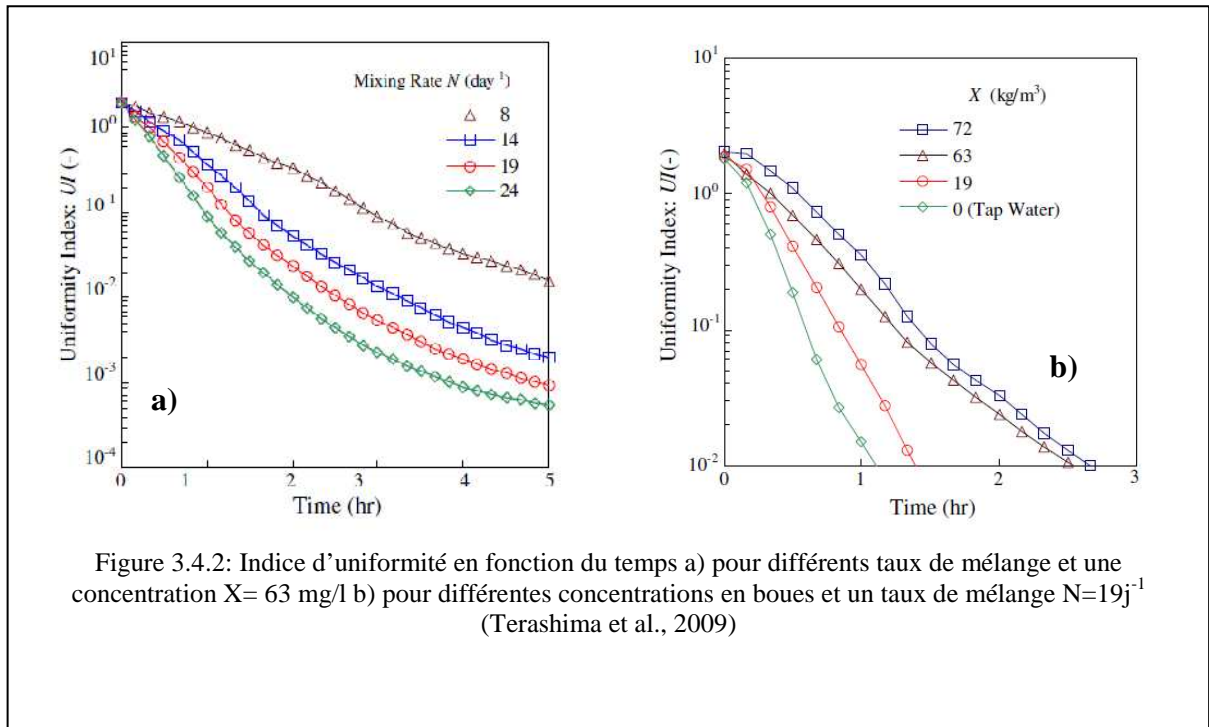 10¹
10⁰
10⁻¹
10⁻²
10⁻³
10⁻⁴
Uniformity Index: UI (-)
Mixing Rate N (day⁻¹)
8
14
19
24
a)
0 1 2 3 4 5
Time (hr)
10¹
10⁰
10⁻¹
10⁻²
Uniformity Index: UI(-)
X (kg/m³)
72
63
19
0 (Tap Water)
b)
0 1 2 3
Time (hr)
Figure 3.4.2: Indice d’uniformité en fonction du temps a) pour différents taux de mélange et une
concentration X= 63 mg/l b) pour différentes concentrations en boues et un taux de mélange N=19j⁻¹
(Terashima et al., 2009)